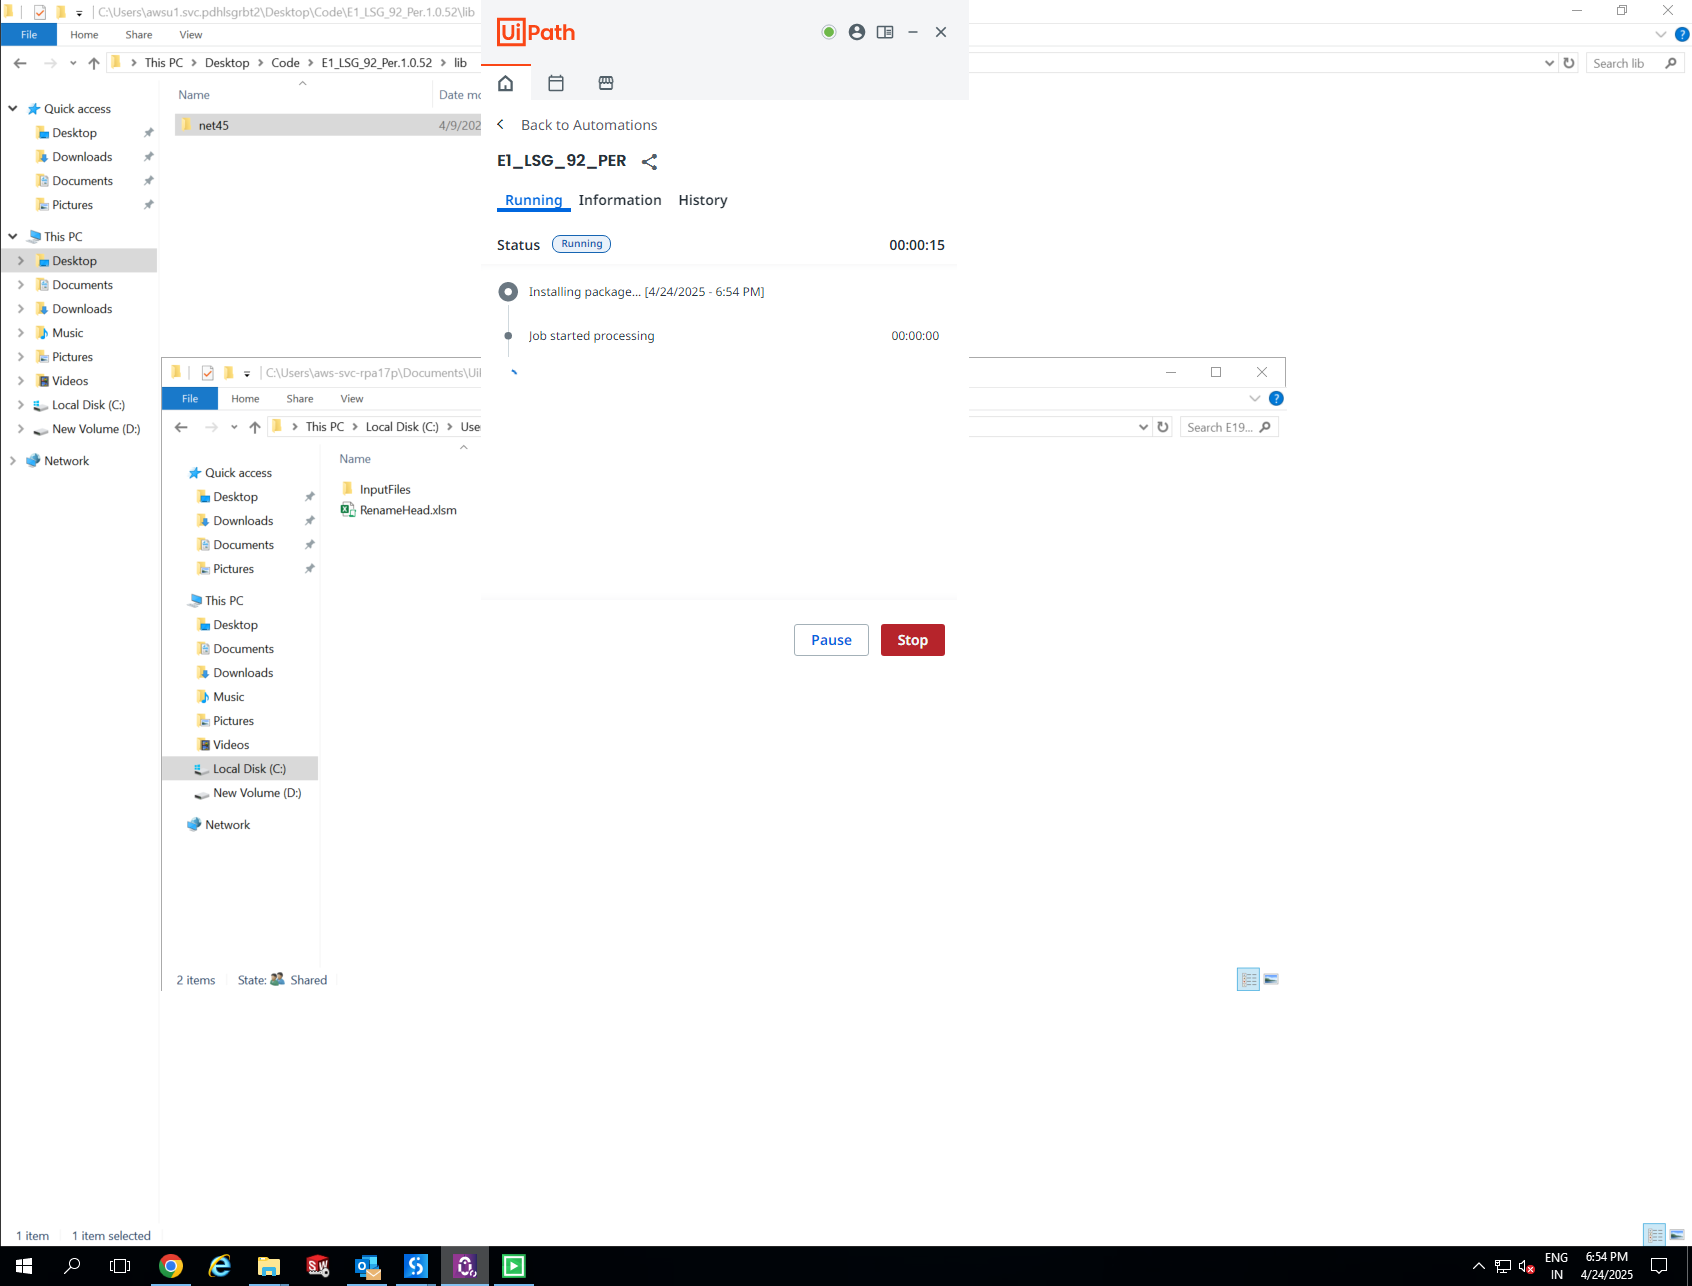 C:\Users\awsu1.svc.pdhlsgrbt2\Desktop\Code\E1_LSG_92_Per.1.0.52\lib
File Home Share View
This PC Desktop Code E1_LSG_92_Per.1.0.52 lib
Search lib
Name Date mo
net45 4/9/202
Quick access
Desktop
Downloads
Documents
Pictures
This PC
Desktop
Documents
Downloads
Music
Pictures
Videos
Local Disk (C:)
New Volume (D:)
Network
1 item 1 item selected
UiPath
Back to Automations
E1_LSG_92_PER
Running Information History
Status Running 00:00:15
Installing package... [4/24/2025 - 6:54 PM]
Job started processing 00:00:00
Pause Stop
C:\Users\aws-svc-rpa17p\Documents\Ui
File Home Share View
This PC Local Disk (C:) Use
Search E19...
Name
InputFiles
RenameHead.xlsm
Quick access
Desktop
Downloads
Documents
Pictures
This PC
Desktop
Documents
Downloads
Music
Pictures
Videos
Local Disk (C:)
New Volume (D:)
Network
2 items State: Shared
ENG
IN
6:54 PM
4/24/2025